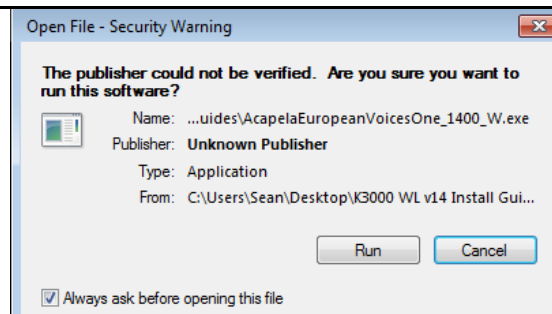 Open File - Security Warning
The publisher could not be verified. Are you sure you want to
run this software?
Name: ...uides\AcapelaEuropeanVoicesOne_1400_W.exe
Publisher: Unknown Publisher
Type: Application
From: C:\Users\Sean\Desktop\K3000 WL v14 Install Gui...
Run Cancel
Always ask before opening this file